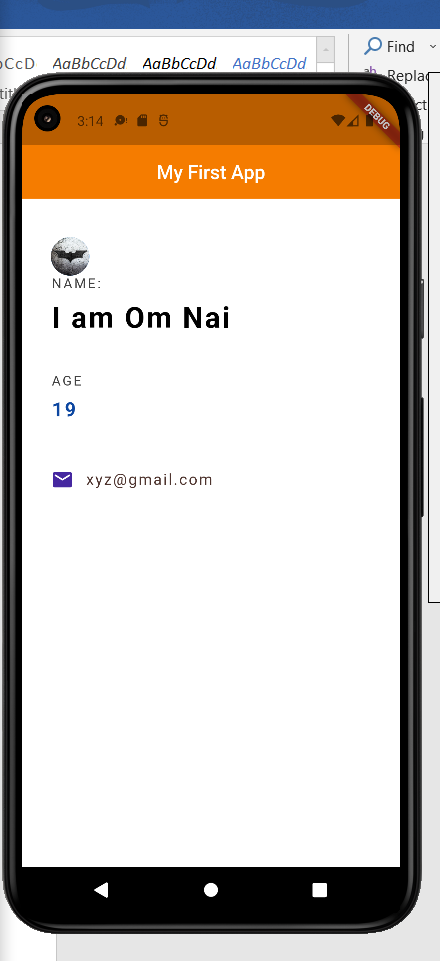 Find
AaBbCcDd AaBbCcDd AaBbCcDd
Replac
3:14
DEBUG
My First App
NAME:
I am Om Nai
AGE
19
xyz@gmail.com